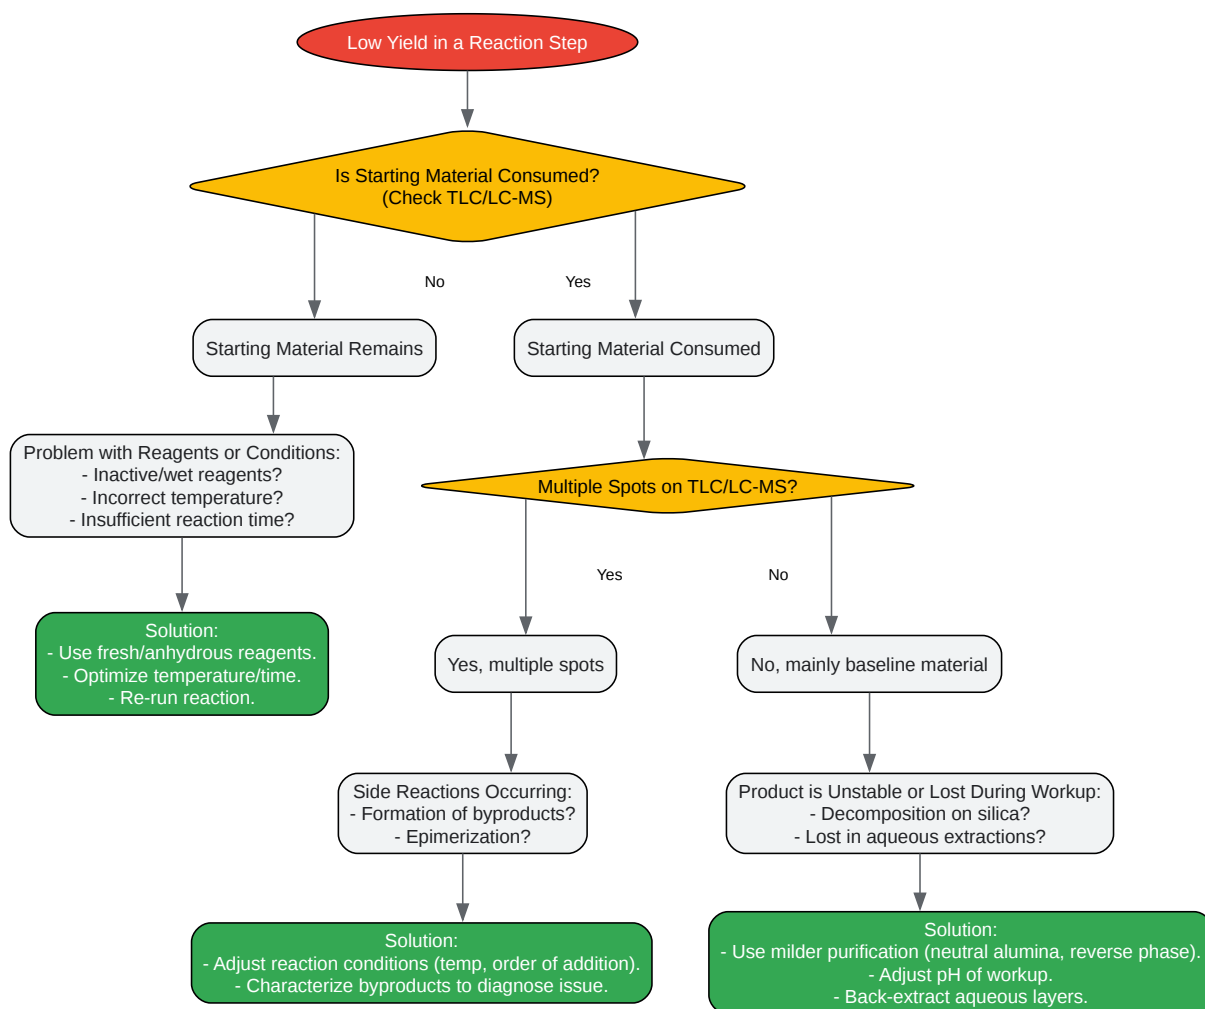 Low Yield in a Reaction Step
Is Starting Material Consumed?
(Check TLC/LC-MS)
No
Yes
Starting Material Remains
Starting Material Consumed
Problem with Reagents or Conditions:
- Inactive/wet reagents?
- Incorrect temperature?
- Insufficient reaction time?
Multiple Spots on TLC/LC-MS?
Yes
No
Solution:
- Use fresh/anhydrous reagents.
- Optimize temperature/time.
- Re-run reaction.
Yes, multiple spots
No, mainly baseline material
Side Reactions Occurring:
- Formation of byproducts?
- Epimerization?
Product is Unstable or Lost During Workup:
- Decomposition on silica?
- Lost in aqueous extractions?
Solution:
- Adjust reaction conditions (temp, order of addition).
- Characterize byproducts to diagnose issue.
Solution:
- Use milder purification (neutral alumina, reverse phase).
- Adjust pH of workup.
- Back-extract aqueous layers.